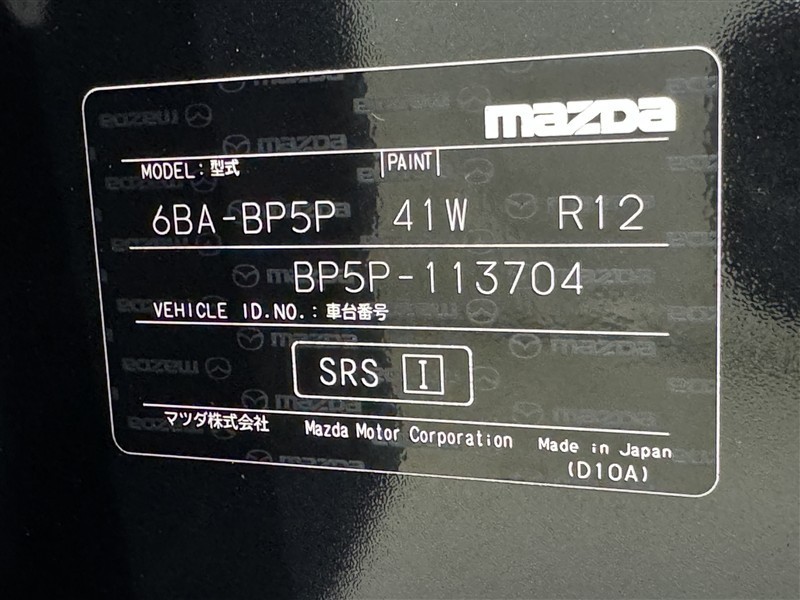 mazda
MODEL:型式 PAINT
6BA-BP5P 41W R12
BP5P-113704
VEHICLE ID.NO.:車台番号
SRS I
マツダ株式会社 Mazda Motor Corporation Made in Japan
(D10A)